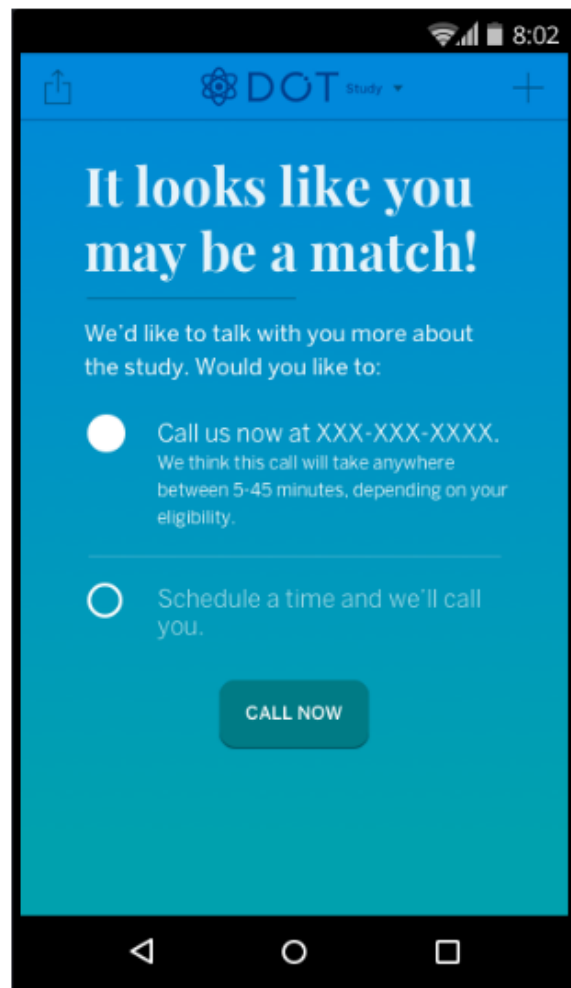 8:02
DOT Study
It looks like you
may be a match!
We'd like to talk with you more about
the study. Would you like to:
Call us now at XXX-XXX-XXXX.
We think this call will take anywhere
between 5-45 minutes, depending on your
eligibility.
Schedule a time and we'll call
you.
CALL NOW